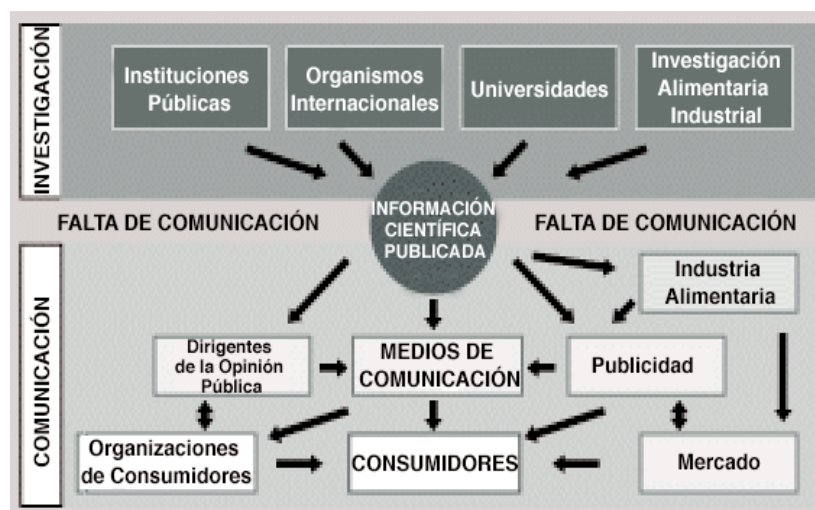 INVESTIGACIÓN
Instituciones
Públicas
Organismos
Internacionales
Universidades
Investigación
Alimentaria
Industrial
INFORMACIÓN
CIENTÍFICA
PUBLICADA
FALTA DE COMUNICACIÓN
FALTA DE COMUNICACIÓN
COMUNICACIÓN
Industria
Alimentaria
Dirigentes
de la Opinión
Pública
MEDIOS DE
COMUNICACIÓN
Publicidad
Organizaciones
de Consumidores
CONSUMIDORES
Mercado